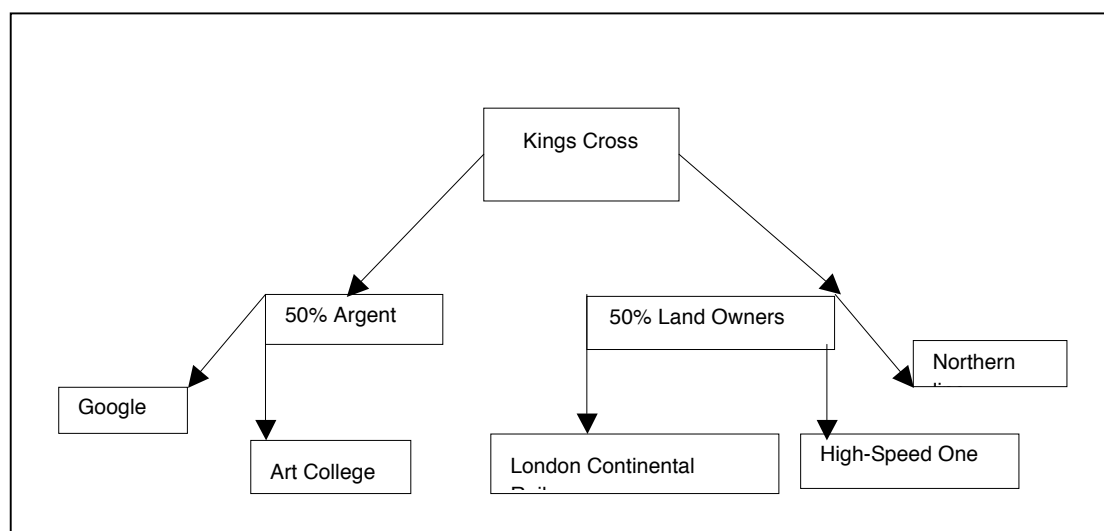 Kings Cross
50% Argent
50% Land Owners
Northern
Google
Art College
London Continental
High-Speed One